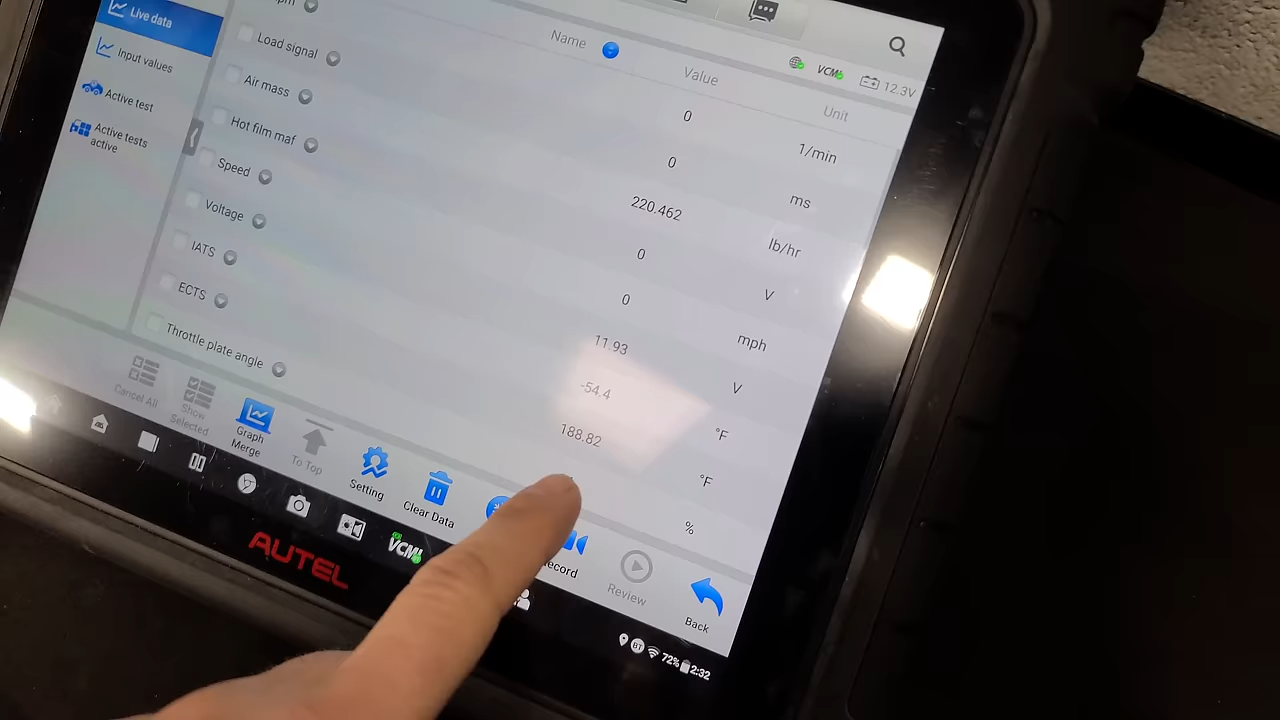 Live data
Input values
Active test
Active tests
active
Name
Value
Unit
VCMI
12.3V
0
1/min
Load signal
0
ms
Air mass
220.462
lb/hr
Hot film maf
0
V
Speed
0
mph
Voltage
11.93
V
IATS
-54.4
°F
ECTS
188.82
°F
Throttle plate angle
%
Cancel All
Show
Selected
Graph
Merge
To Top
Setting
Clear Data
Review
Back
VCMI
AUTEL
BT
72%
2:32